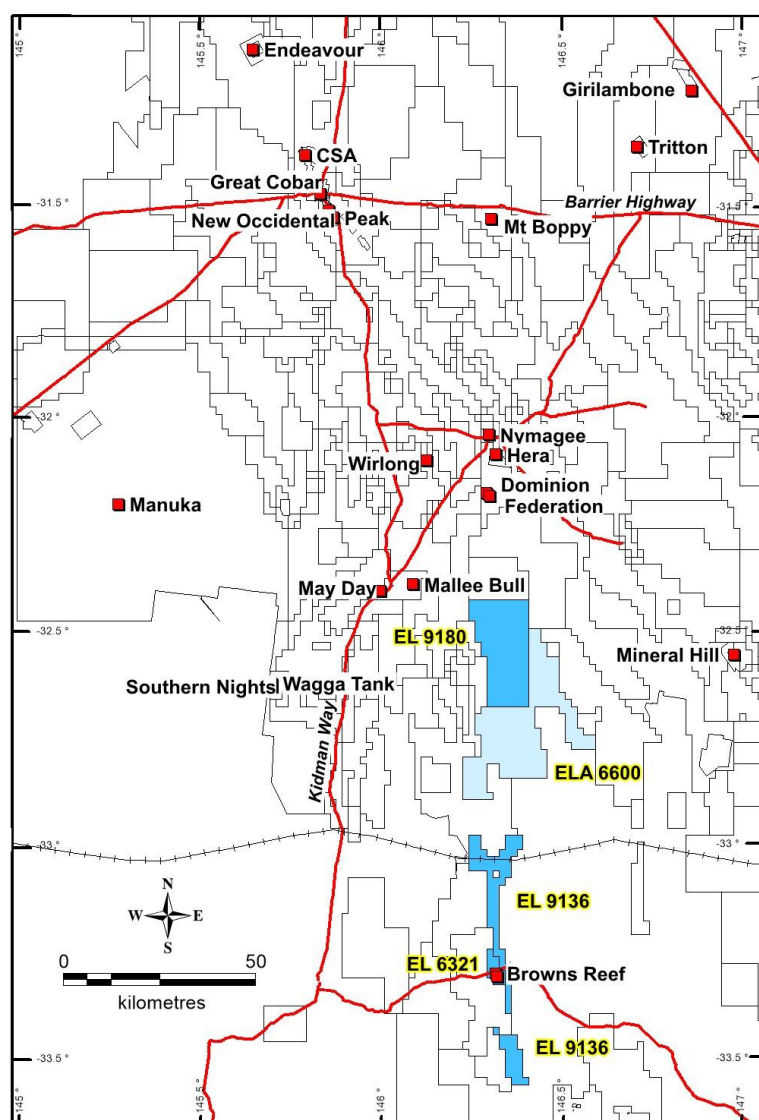 145°
145.5°
146°
146.5°
147°
Endeavour
Girilambone
Tritton
CSA
Great Cobar
Barrier Highway
-31.5°
-31.5°
New Occidental
Peak
Mt Boppy
-32°
-32°
Nymagee
Hera
Wirlong
Dominion
Federation
Manuka
May Day
Mallee Bull
EL 9180
-32.5°
-32.5°
Mineral Hill
Southern Nights
Wagga Tank
Kidman Way
ELA 6600
-33°
-33°
N
W E
S
EL 9136
0 50
kilometres
EL 6321
Browns Reef
EL 9136
-33.5°
-33.5°
145°
145.5°
146°
146.5°
147°